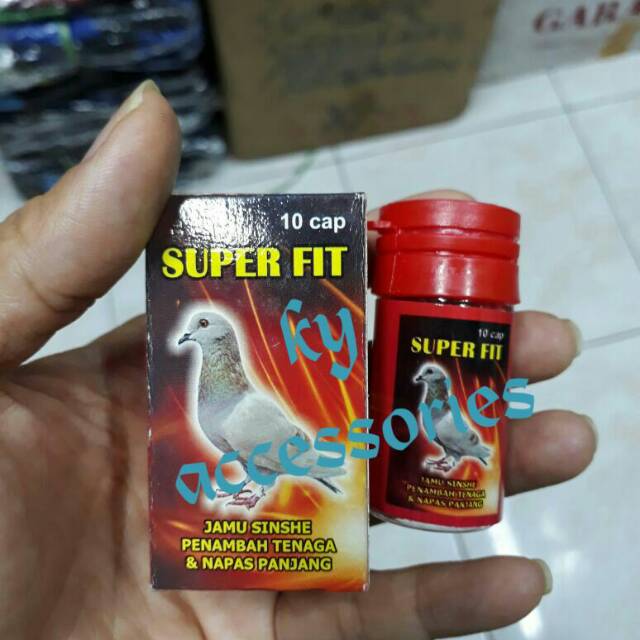 GARA
10 cap
SUPER FIT
JAMU SINSHE
PENAMBAH TENAGA
& NAPAS PANJANG
10 cap
SUPER FIT
JAMU SINSHE
PENAMBAH TENAGA
& NAPAS PANJANG
ky
accessories